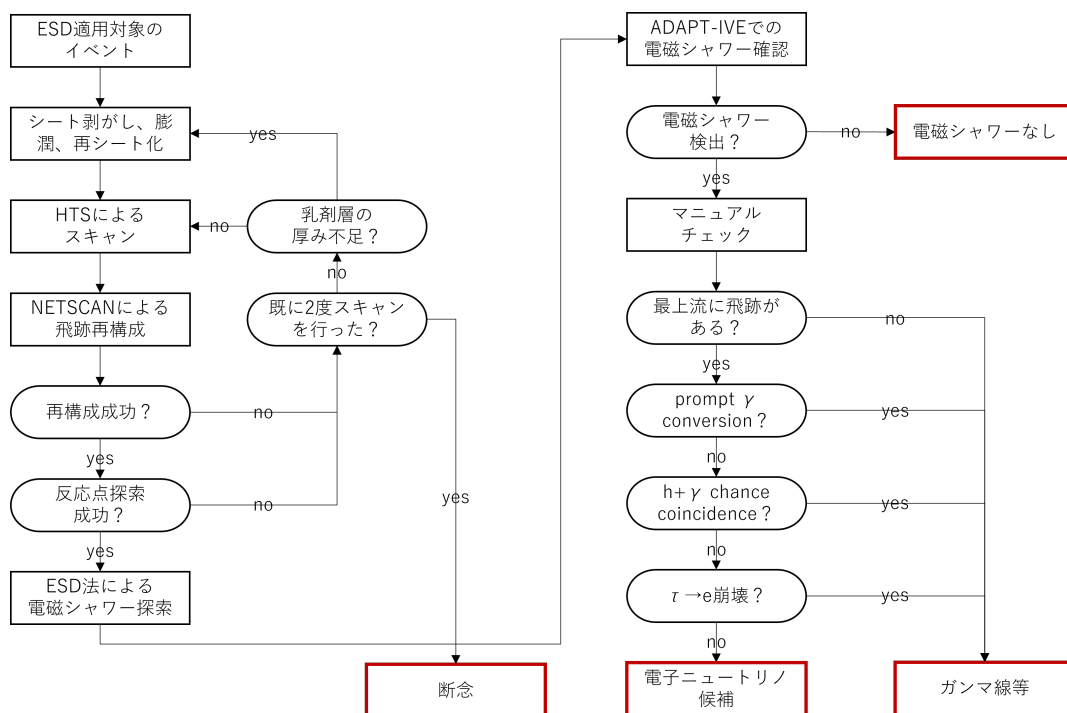 ESD適用対象の
イベント
シート剥がし、膨
潤、再シート化
yes
HTSによる
スキャン
no
乳剤層の
厚み不足？
no
NETSCANによる
飛跡再構成
既に2度スキャン
を行った？
再構成成功？
no
yes
反応点探索
成功？
no
yes
yes
ESD法による
電磁シャワー探索
断念
ADAPT-IVEでの
電磁シャワー確認
電磁シャワー
検出？
no
電磁シャワーなし
yes
マニュアル
チェック
最上流に飛跡が
ある？
no
yes
prompt γ
conversion？
yes
no
h+γ chance
coincidence？
yes
no
τ→e崩壊？
yes
no
電子ニュートリノ
候補
ガンマ線等